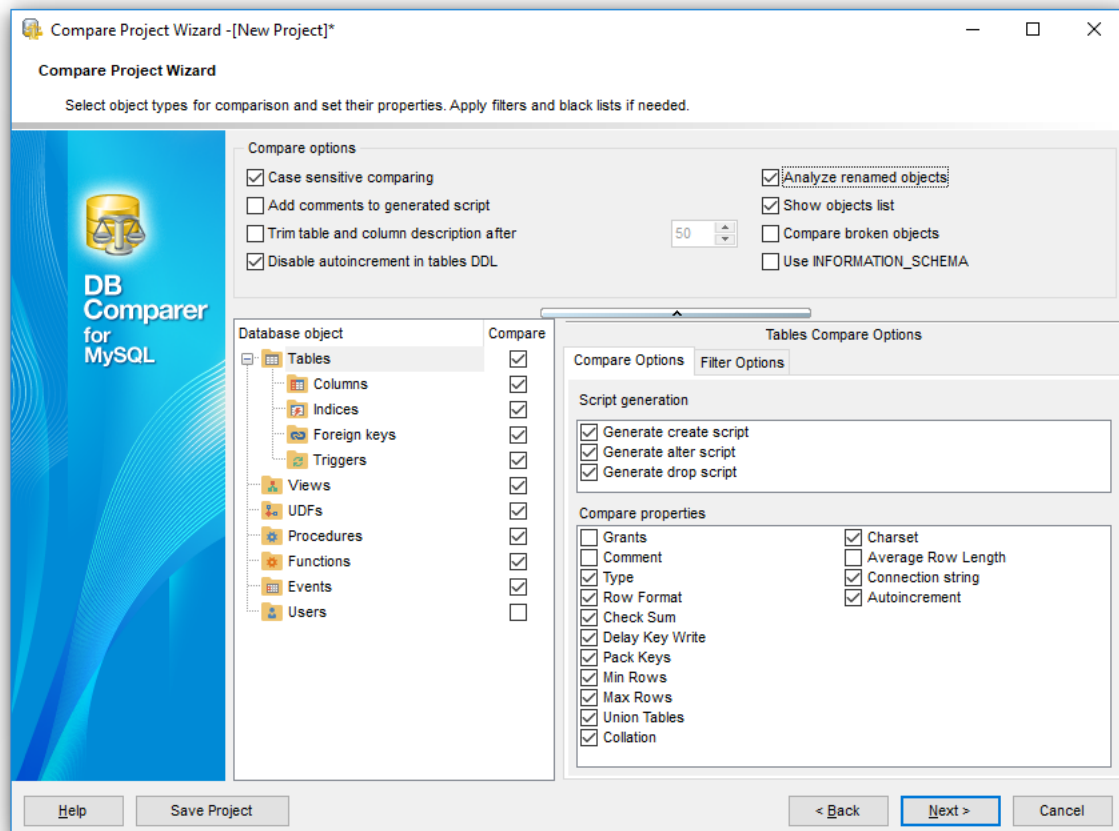 Compare Project Wizard -[New Project]*
Compare Project Wizard
Select object types for comparison and set their properties. Apply filters and black lists if needed.
DB
Comparer
for
MySQL
Compare options
Case sensitive comparing
Add comments to generated script
Trim table and column description after 50
Disable autoincrement in tables DDL
Analyze renamed objects
Show objects list
Compare broken objects
Use INFORMATION_SCHEMA
Database object Compare
Tables
Columns
Indices
Foreign keys
Triggers
Views
UDFs
Procedures
Functions
Events
Users
Tables Compare Options
Compare Options Filter Options
Script generation
Generate create script
Generate alter script
Generate drop script
Compare properties
Grants
Comment
Type
Row Format
Check Sum
Delay Key Write
Pack Keys
Min Rows
Max Rows
Union Tables
Collation
Charset
Average Row Length
Connection string
Autoincrement
Help Save Project < Back Next > Cancel